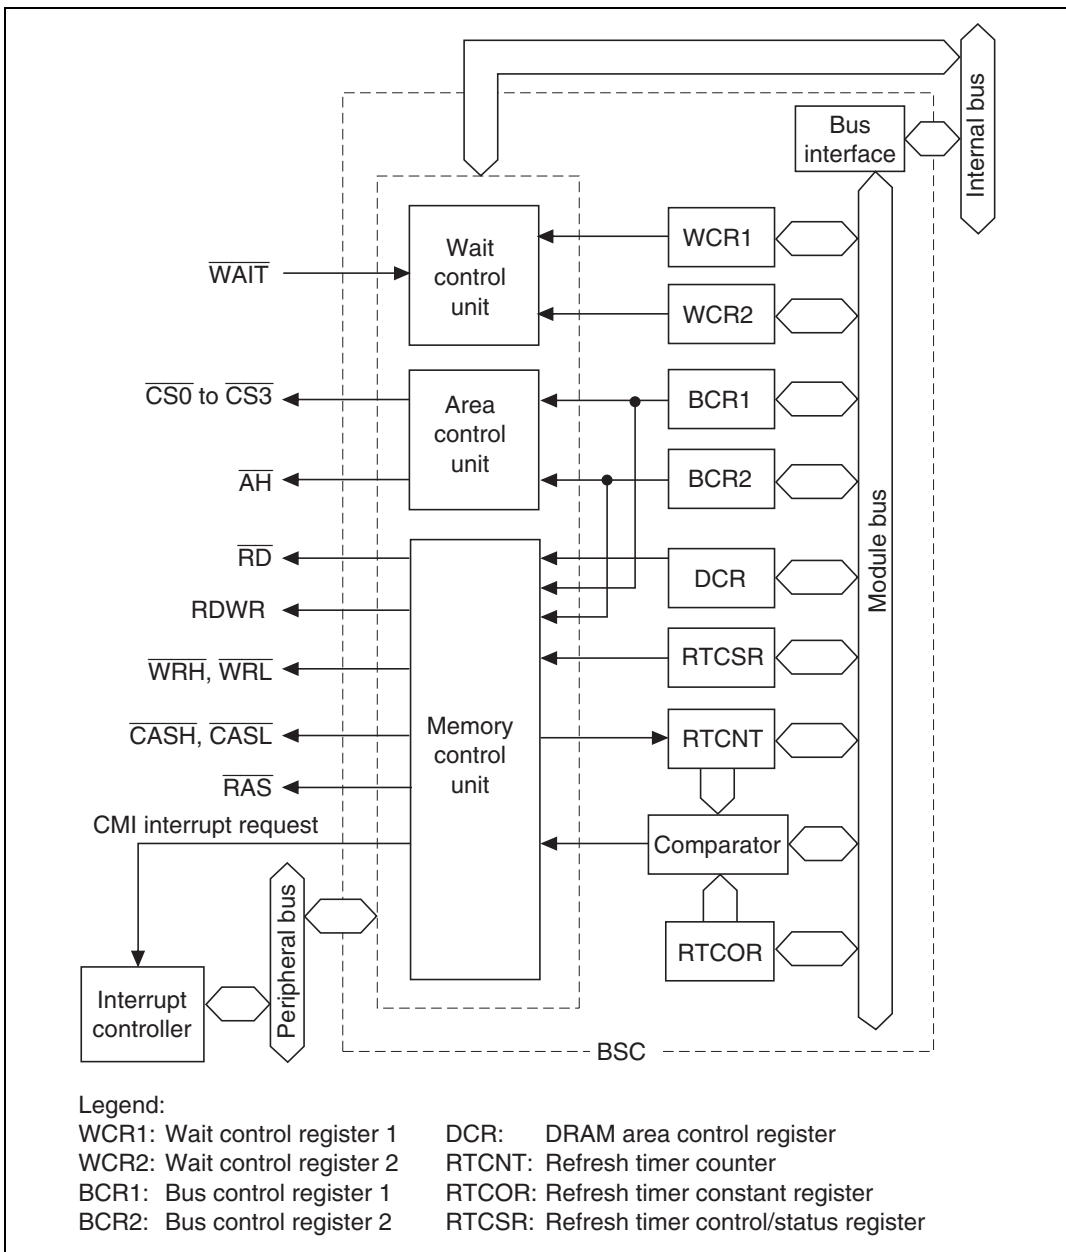 Internal bus
Bus
interface
Wait
control
unit
WCR1
WAIT
WCR2
CS0 to CS3
Area
control
unit
BCR1
AH
BCR2
Module bus
RD
DCR
RDWR
WRH, WRL
RTCSR
CASH, CASL
Memory
control
unit
RTCNT
RAS
CMI interrupt request
Comparator
Peripheral bus
RTCOR
Interrupt
controller
BSC
Legend:
WCR1: Wait control register 1
WCR2: Wait control register 2
BCR1: Bus control register 1
BCR2: Bus control register 2
DCR: DRAM area control register
RTCNT: Refresh timer counter
RTCOR: Refresh timer constant register
RTCSR: Refresh timer control/status register